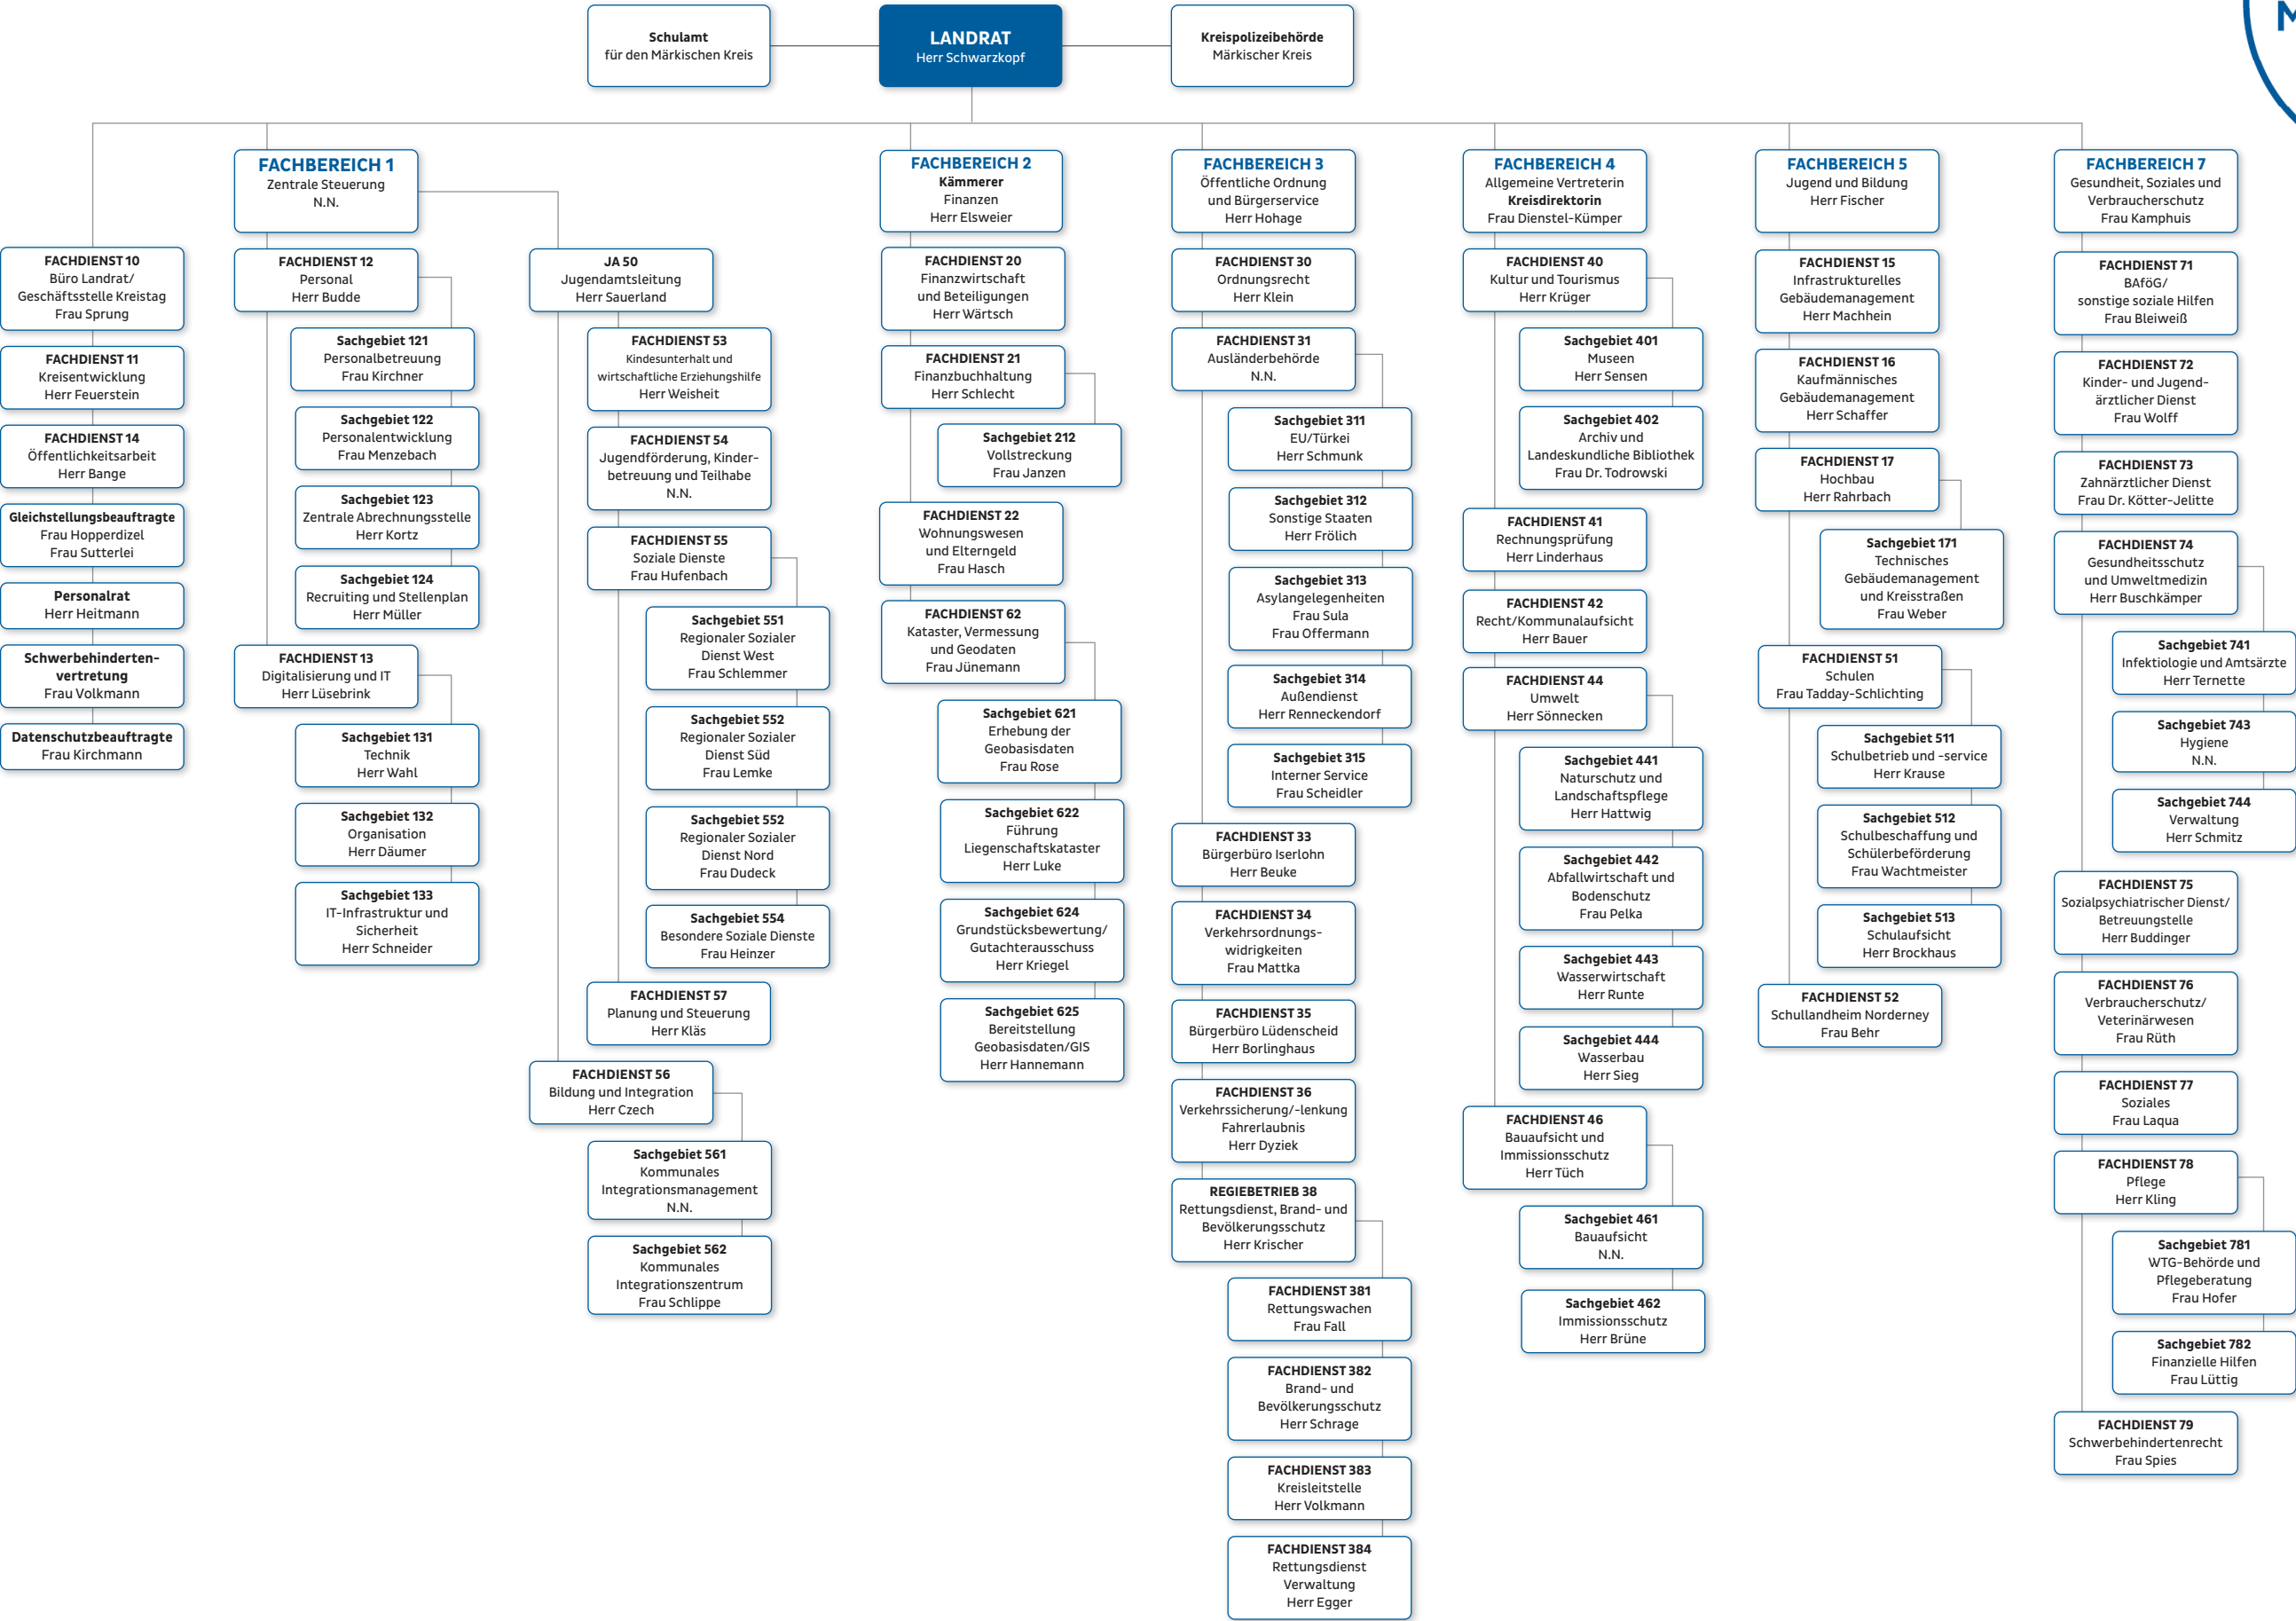 Schulamt
für den Märkischen Kreis
LANDRAT
Herr Schwarzkopf
Kreispolizeibehörde
Märkischer Kreis
FACHDIENST 10
Büro Landrat/
Geschäftsstelle Kreistag
Frau Sprung
FACHDIENST 11
Kreisentwicklung
Herr Feuerstein
FACHDIENST 14
Öffentlichkeitsarbeit
Herr Bange
Gleichstellungsbeauftragte
Frau Hopperdizel
Frau Sutterlei
Personalrat
Herr Heitmann
Schwerbehinderten-
vertretung
Frau Volkmann
Datenschutzbeauftragte
Frau Kirchmann
FACHBEREICH 1
Zentrale Steuerung
N.N.
FACHDIENST 12
Personal
Herr Budde
Sachgebiet 121
Personalbetreuung
Frau Kirchner
Sachgebiet 122
Personalentwicklung
Frau Menzebach
Sachgebiet 123
Zentrale Abrechnungsstelle
Herr Kortz
Sachgebiet 124
Recruiting und Stellenplan
Herr Müller
FACHDIENST 13
Digitalisierung und IT
Herr Lüsebrink
Sachgebiet 131
Technik
Herr Wahl
Sachgebiet 132
Organisation
Herr Däumer
Sachgebiet 133
IT-Infrastruktur und
Sicherheit
Herr Schneider
JA 50
Jugendamtsleitung
Herr Sauerland
FACHDIENST 53
Kindesunterhalt und
wirtschaftliche Erziehungshilfe
Herr Weisheit
FACHDIENST 54
Jugendförderung, Kinder-
betreuung und Teilhabe
N.N.
FACHDIENST 55
Soziale Dienste
Frau Hufenbach
Sachgebiet 551
Regionaler Sozialer
Dienst West
Frau Schlemmer
Sachgebiet 552
Regionaler Sozialer
Dienst Süd
Frau Lemke
Sachgebiet 552
Regionaler Sozialer
Dienst Nord
Frau Dudeck
Sachgebiet 554
Besondere Soziale Dienste
Frau Heinzer
FACHDIENST 57
Planung und Steuerung
Herr Kläs
FACHDIENST 56
Bildung und Integration
Herr Czech
Sachgebiet 561
Kommunales
Integrationsmanagement
N.N.
Sachgebiet 562
Kommunales
Integrationszentrum
Frau Schlippe
FACHBEREICH 2
Kämmerer
Finanzen
Herr Elsweier
FACHDIENST 20
Finanzwirtschaft
und Beteiligungen
Herr Wärtsch
FACHDIENST 21
Finanzbuchhaltung
Herr Schlecht
Sachgebiet 212
Vollstreckung
Frau Janzen
FACHDIENST 22
Wohnungswesen
und Elterngeld
Frau Hasch
FACHDIENST 62
Kataster, Vermessung
und Geodaten
Frau Jünemann
Sachgebiet 621
Erhebung der
Geobasisdaten
Frau Rose
Sachgebiet 622
Führung
Liegenschaftskataster
Herr Luke
Sachgebiet 624
Grundstücksbewertung/
Gutachterausschuss
Herr Kriegel
Sachgebiet 625
Bereitstellung
Geobasisdaten/GIS
Herr Hannemann
FACHBEREICH 3
Öffentliche Ordnung
und Bürgerservice
Herr Hohage
FACHDIENST 30
Ordnungsrecht
Herr Klein
FACHDIENST 31
Ausländerbehörde
N.N.
Sachgebiet 311
EU/Türkei
Herr Schmunk
Sachgebiet 312
Sonstige Staaten
Herr Frölich
Sachgebiet 313
Asylangelegenheiten
Frau Sula
Frau Offermann
Sachgebiet 314
Außendienst
Herr Renneckendorf
Sachgebiet 315
Interner Service
Frau Scheidler
FACHDIENST 33
Bürgerbüro Iserlohn
Herr Beuke
FACHDIENST 34
Verkehrsordnungs-
widrigkeiten
Frau Mattka
FACHDIENST 35
Bürgerbüro Lüdenscheid
Herr Borlinghaus
FACHDIENST 36
Verkehrssicherung/-lenkung
Fahrerlaubnis
Herr Dyziek
REGIEBETRIEB 38
Rettungsdienst, Brand- und
Bevölkerungsschutz
Herr Krischer
FACHDIENST 381
Rettungswachen
Frau Fall
FACHDIENST 382
Brand- und
Bevölkerungsschutz
Herr Schrage
FACHDIENST 383
Kreisleitstelle
Herr Volkmann
FACHDIENST 384
Rettungsdienst
Verwaltung
Herr Egger
FACHBEREICH 4
Allgemeine Vertreterin
Kreisdirektorin
Frau Dienstel-Kümper
FACHDIENST 40
Kultur und Tourismus
Herr Krüger
Sachgebiet 401
Museen
Herr Sensen
Sachgebiet 402
Archiv und
Landeskundliche Bibliothek
Frau Dr. Todrowski
FACHDIENST 41
Rechnungsprüfung
Herr Linderhaus
FACHDIENST 42
Recht/Kommunalaufsicht
Herr Bauer
FACHDIENST 44
Umwelt
Herr Sönnecken
Sachgebiet 441
Naturschutz und
Landschaftspflege
Herr Hattwig
Sachgebiet 442
Abfallwirtschaft und
Bodenschutz
Frau Pelka
Sachgebiet 443
Wasserwirtschaft
Herr Runte
Sachgebiet 444
Wasserbau
Herr Sieg
FACHDIENST 46
Bauaufsicht und
Immissionsschutz
Herr Tüch
Sachgebiet 461
Bauaufsicht
N.N.
Sachgebiet 462
Immissionsschutz
Herr Brüne
FACHBEREICH 5
Jugend und Bildung
Herr Fischer
FACHDIENST 15
Infrastrukturelles
Gebäudemanagement
Herr Machhein
FACHDIENST 16
Kaufmännisches
Gebäudemanagement
Herr Schaffer
FACHDIENST 17
Hochbau
Herr Rahrbach
Sachgebiet 171
Technisches
Gebäudemanagement
und Kreisstraßen
Frau Weber
FACHDIENST 51
Schulen
Frau Tadday-Schlichting
Sachgebiet 511
Schulbetrieb und -service
Herr Krause
Sachgebiet 512
Schulbeschaffung und
Schülerbeförderung
Frau Wachtmeister
Sachgebiet 513
Schulaufsicht
Herr Brockhaus
FACHDIENST 52
Schullandheim Norderney
Frau Behr
FACHBEREICH 7
Gesundheit, Soziales und
Verbraucherschutz
Frau Kamphuis
FACHDIENST 71
BAföG/
sonstige soziale Hilfen
Frau Bleiweiß
FACHDIENST 72
Kinder- und Jugend-
ärztlicher Dienst
Frau Wolff
FACHDIENST 73
Zahnärztlicher Dienst
Frau Dr. Kötter-Jelitte
FACHDIENST 74
Gesundheitsschutz
und Umweltmedizin
Herr Buschkämper
Sachgebiet 741
Infektiologie und Amtsärzte
Herr Ternette
Sachgebiet 743
Hygiene
N.N.
Sachgebiet 744
Verwaltung
Herr Schmitz
FACHDIENST 75
Sozialpsychiatrischer Dienst/
Betreuungstelle
Herr Buddinger
FACHDIENST 76
Verbraucherschutz/
Veterinärwesen
Frau Rüth
FACHDIENST 77
Soziales
Frau Laqua
FACHDIENST 78
Pflege
Herr Kling
Sachgebiet 781
WTG-Behörde und
Pflegeberatung
Frau Hofer
Sachgebiet 782
Finanzielle Hilfen
Frau Lüttig
FACHDIENST 79
Schwerbehindertenrecht
Frau Spies